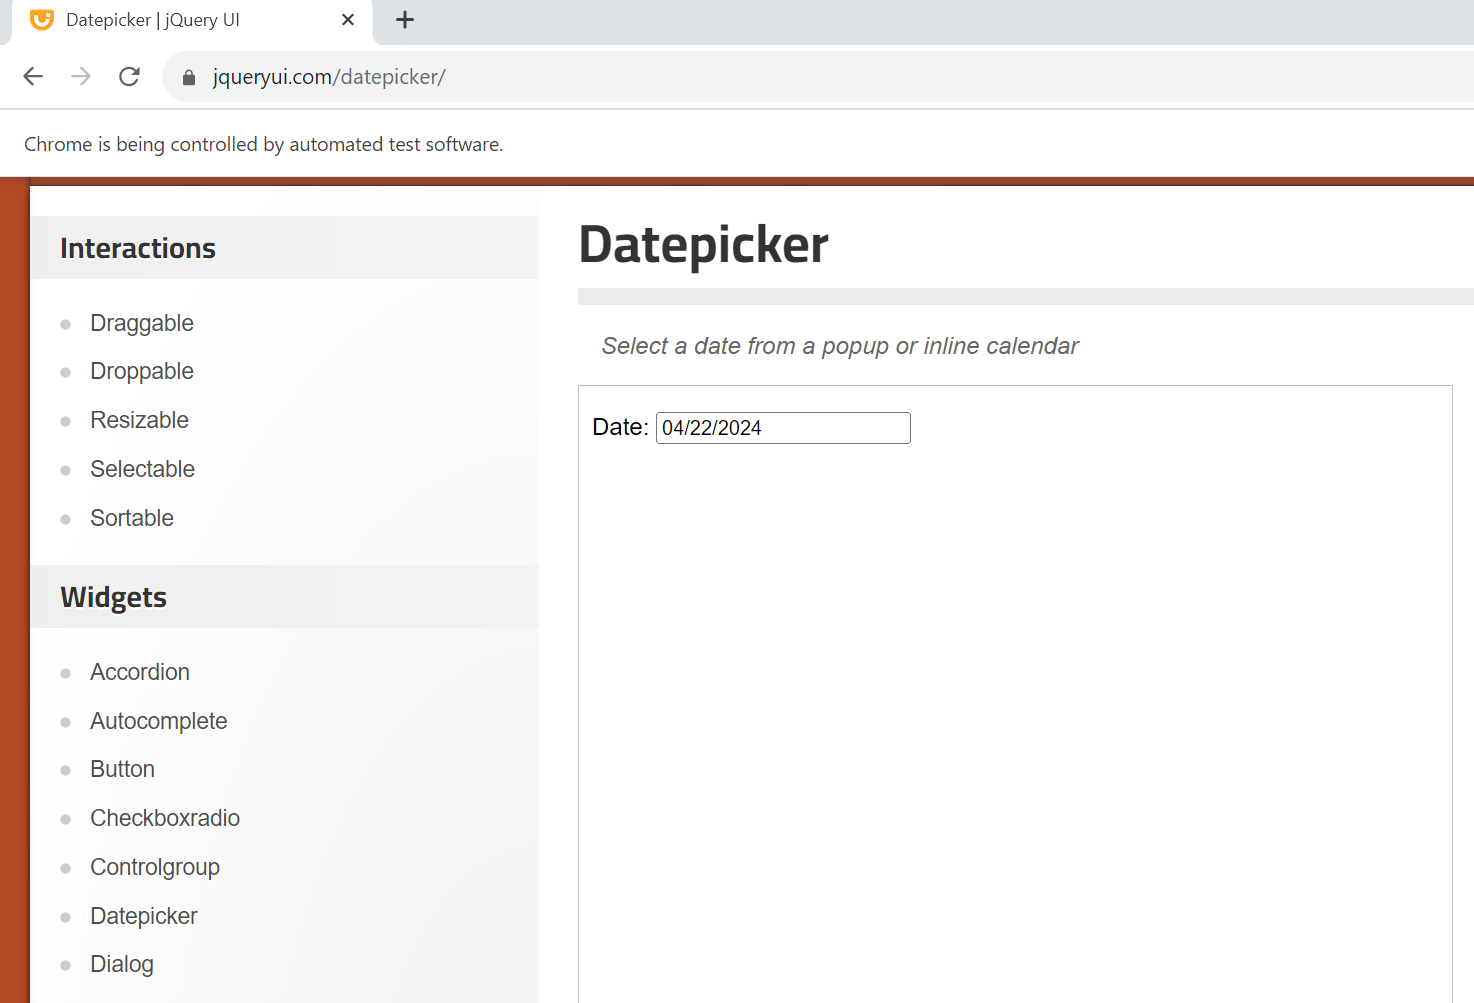 Datepicker | jQuery UI
jqueryui.com/datepicker/
Chrome is being controlled by automated test software.
Interactions
Draggable
Droppable
Resizable
Selectable
Sortable
Widgets
Accordion
Autocomplete
Button
Checkboxradio
Controlgroup
Datepicker
Dialog
Datepicker
Select a date from a popup or inline calendar
Date: 04/22/2024